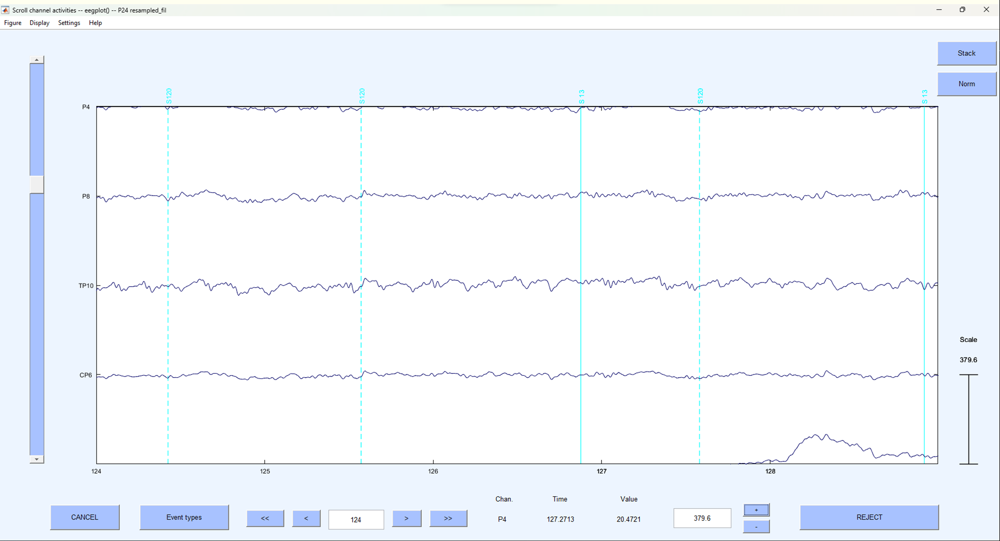 Scroll channel activities -- eegplot() -- P24 resampled_fil
Figure Display Settings Help
Stack
Norm
S120 S120 S 13 S120 S 13
P4
P8
TP10
CP6
Scale
379.6
124 125 126 127 128
Chan. Time Value
CANCEL Event types << < 124 > >> P4 127.2713 20.4721 379.6 + - REJECT